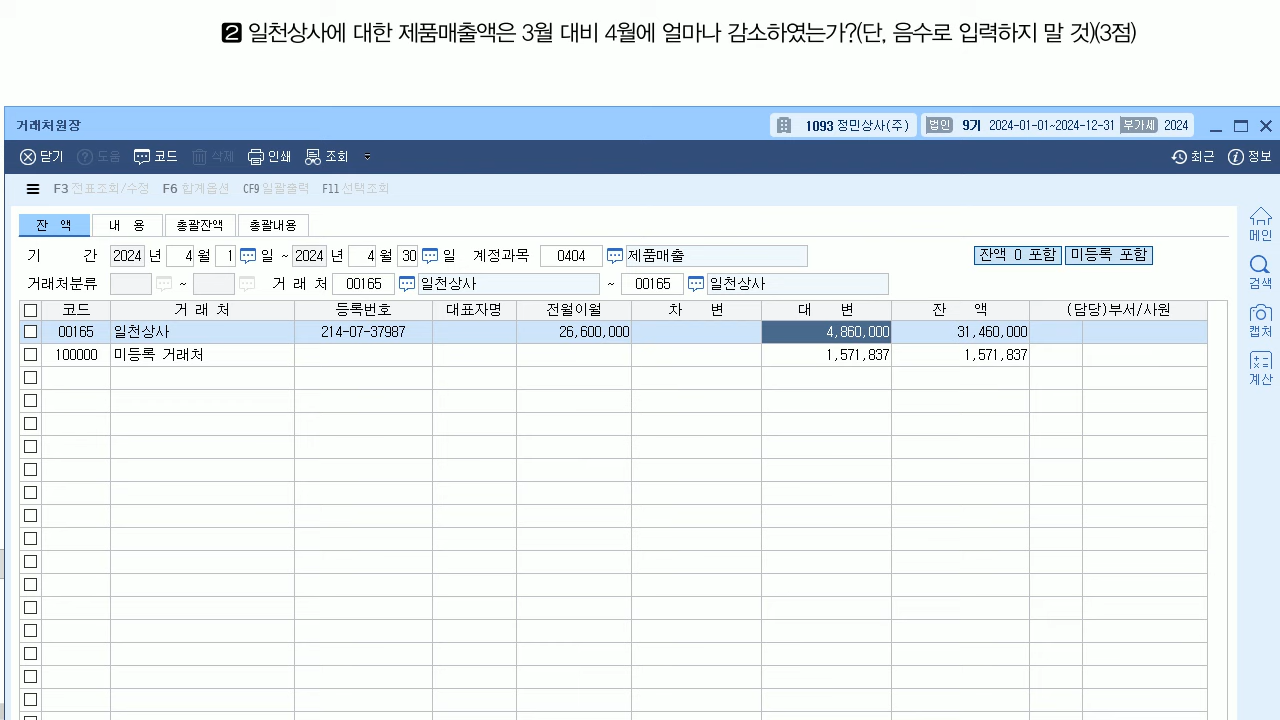 ❷ 일천상사에 대한 제품매출액은 3월 대비 4월에 얼마나 감소하였는가?(단, 음수로 입력하지 말 것)(3점)
거래처원장 1093 정민상사(주) 법인 9기 2024-01-01~2024-12-31 부가세 2024
닫기 도움 코드 삭제 인쇄 조회 최근 정보
F3 전표조회/수정 F6 합계옵션 CF9 일괄출력 F11 선택조회
잔 액 내 용 총괄잔액 총괄내용
기 간 2024 년 4 월 1 일 ~ 2024 년 4 월 30 일 계정과목 0404 제품매출 잔액 0 포함 미등록 포함
거래처분류 ~ 거 래 처 00165 일천상사 ~ 00165 일천상사
코드 거 래 처 등록번호 대표자명 전월이월 차 변 대 변 잔 액 (담당)부서/사원
00165 일천상사 214-07-37987 26,600,000 4,860,000 31,460,000
100000 미등록 거래처 1,571,837 1,571,837
메인
검색
캡처
계산